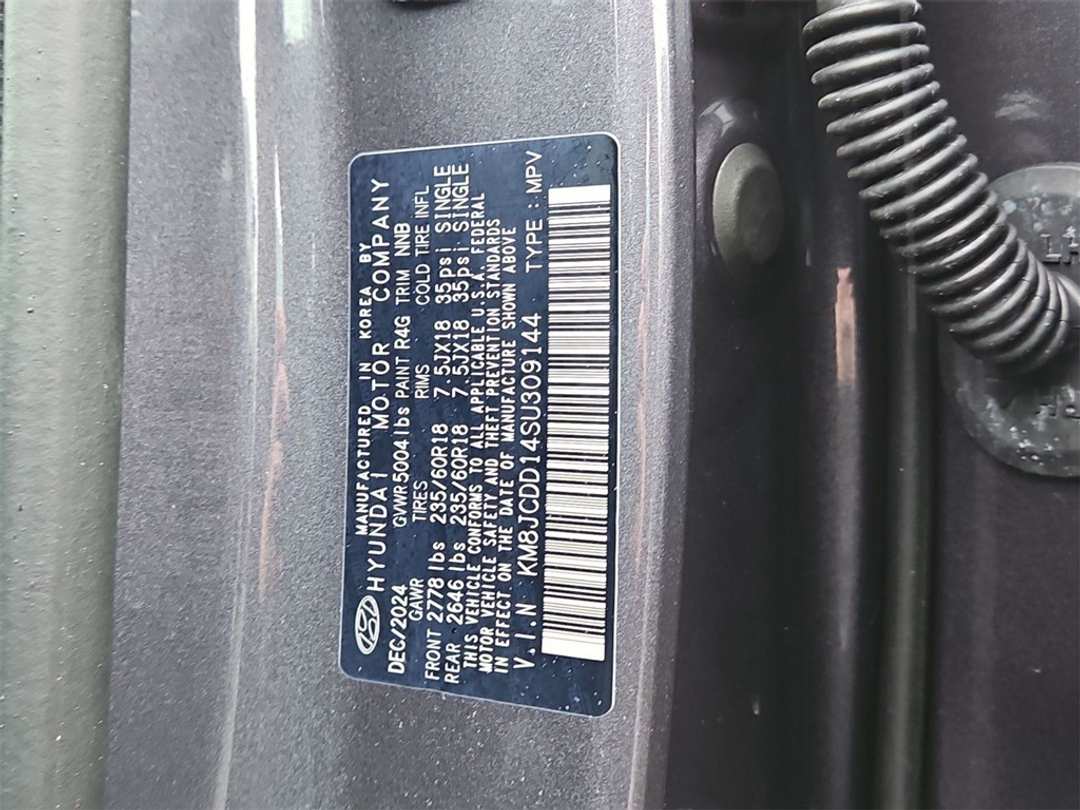 MANUFACTURED IN KOREA BY
HYUNDAI MOTOR COMPANY
DEC/2024 GVWR 5004 lbs PAINT R4G TRIM NNB
GAWR TIRES RIMS COLD TIRE INFL
FRONT 2778 lbs 235/60R18 7.5JX18 35psi SINGLE
REAR 2646 lbs 235/60R18 7.5JX18 35psi SINGLE
THIS VEHICLE CONFORMS TO ALL APPLICABLE U.S.A. FEDERAL
MOTOR VEHICLE SAFETY AND THEFT PREVENTION STANDARDS
IN EFFECT ON THE DATE OF MANUFACTURE SHOWN ABOVE
V.I.N KM8JCDD14SU309144 TYPE : MPV